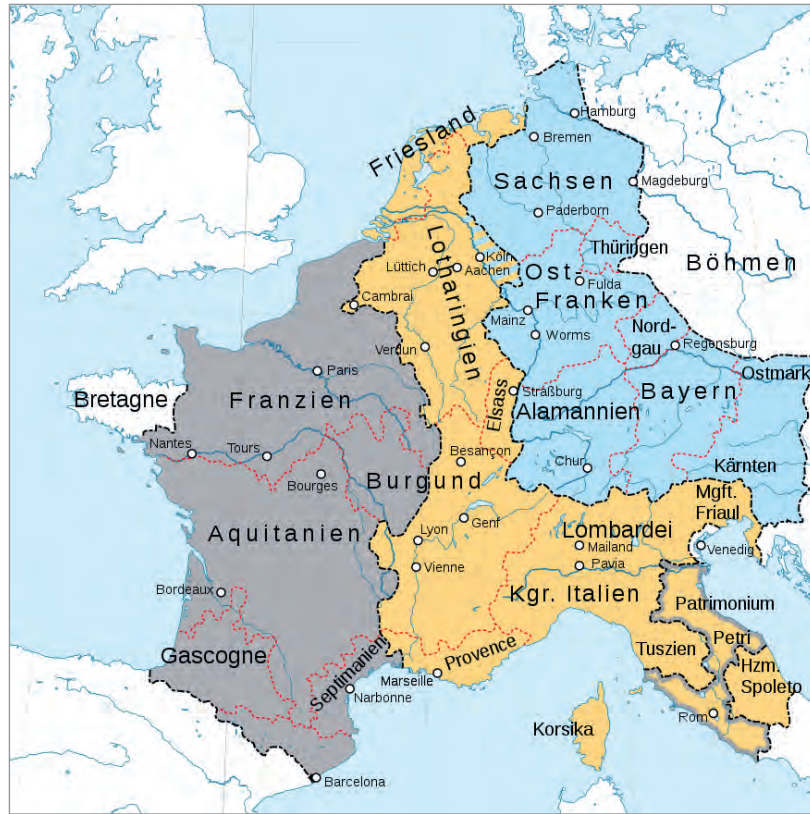 Hamburg
Friesland
Bremen
Sachsen
Magdeburg
Paderborn
Thüringen
Böhmen
Lotharingien
Köln
Lüttich
Aachen
Ost-
Fulda
Franken
Cambrai
Mainz
Worms
Nord-
gau
Verdun
Regensburg
Paris
Ostmark
Bretagne
Franzien
Elsass
Straßburg
Bayern
Alamannien
Nantes
Tours
Besançon
Chur
Kärnten
Bourges
Burgund
Mgft.
Friaul
Aquitanien
Genf
Lombardei
Lyon
Mailand
Venedig
Vienne
Pavia
Bordeaux
Kgr. Italien
Patrimonium
Petri
Gascogne
Septimanien
Provence
Tuszien
Hzm.
Spoleto
Marseille
Narbonne
Korsika
Rom
Barcelona